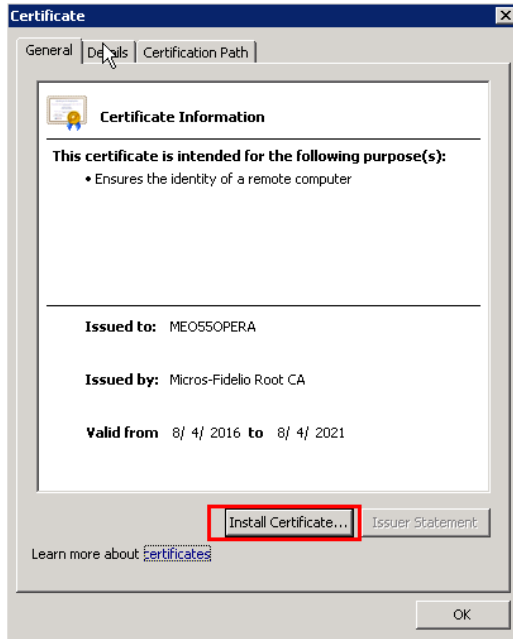 Certificate
General Details Certification Path
Certificate Information
This certificate is intended for the following purpose(s):
• Ensures the identity of a remote computer
Issued to: MEO55OPERA
Issued by: Micros-Fidelio Root CA
Valid from 8/ 4/ 2016 to 8/ 4/ 2021
Install Certificate... Issuer Statement
Learn more about certificates
OK